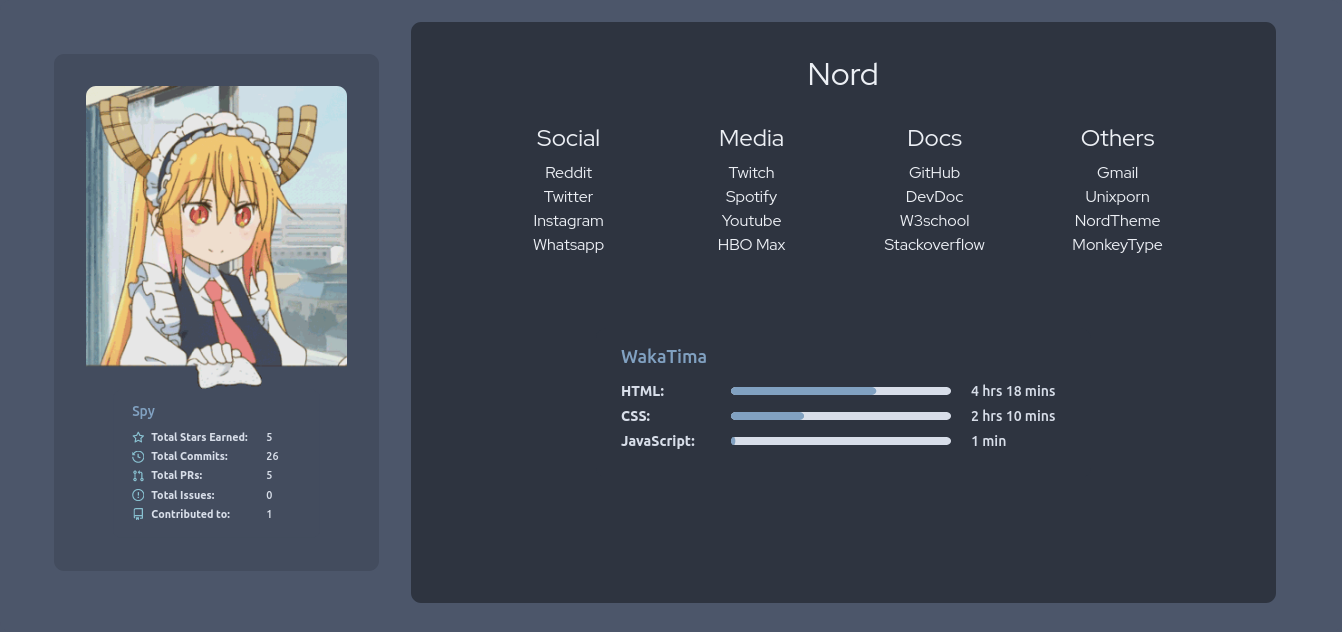 Nord
Social Media Docs Others
Reddit Twitch GitHub Gmail
Twitter Spotify DevDoc Unixporn
Instagram Youtube W3school NordTheme
Whatsapp HBO Max Stackoverflow MonkeyType
WakaTima
HTML: 4 hrs 18 mins
CSS: 2 hrs 10 mins
JavaScript: 1 min
Spy
Total Stars Earned: 5
Total Commits: 26
Total PRs: 5
Total Issues: 0
Contributed to: 1